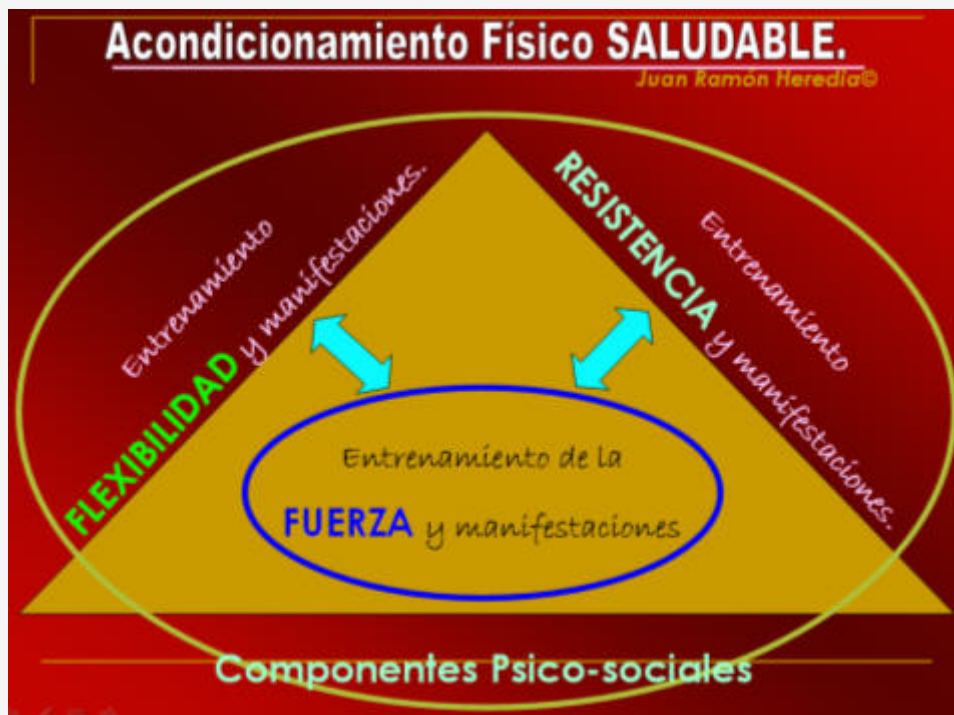 Acondicionamiento Físico SALUDABLE.
Juan Ramón Heredia©
Entrenamiento
FLEXIBILIDAD y manifestaciones.
Entrenamiento
RESISTENCIA y manifestaciones.
Entrenamiento de la
FUERZA y manifestaciones
Componentes Psico-sociales